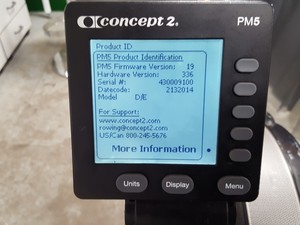 concept 2. PM5
Product ID
PM5 Product Identification
PM5 Firmware Version: 19
Hardware Version: 336
Serial #: 430009100
Datecode: 2132014
Model D/E
For Support:
www.concept2.com
rowing@concept2.com
US/Can 800-245-5676
More Information
Units Display Menu